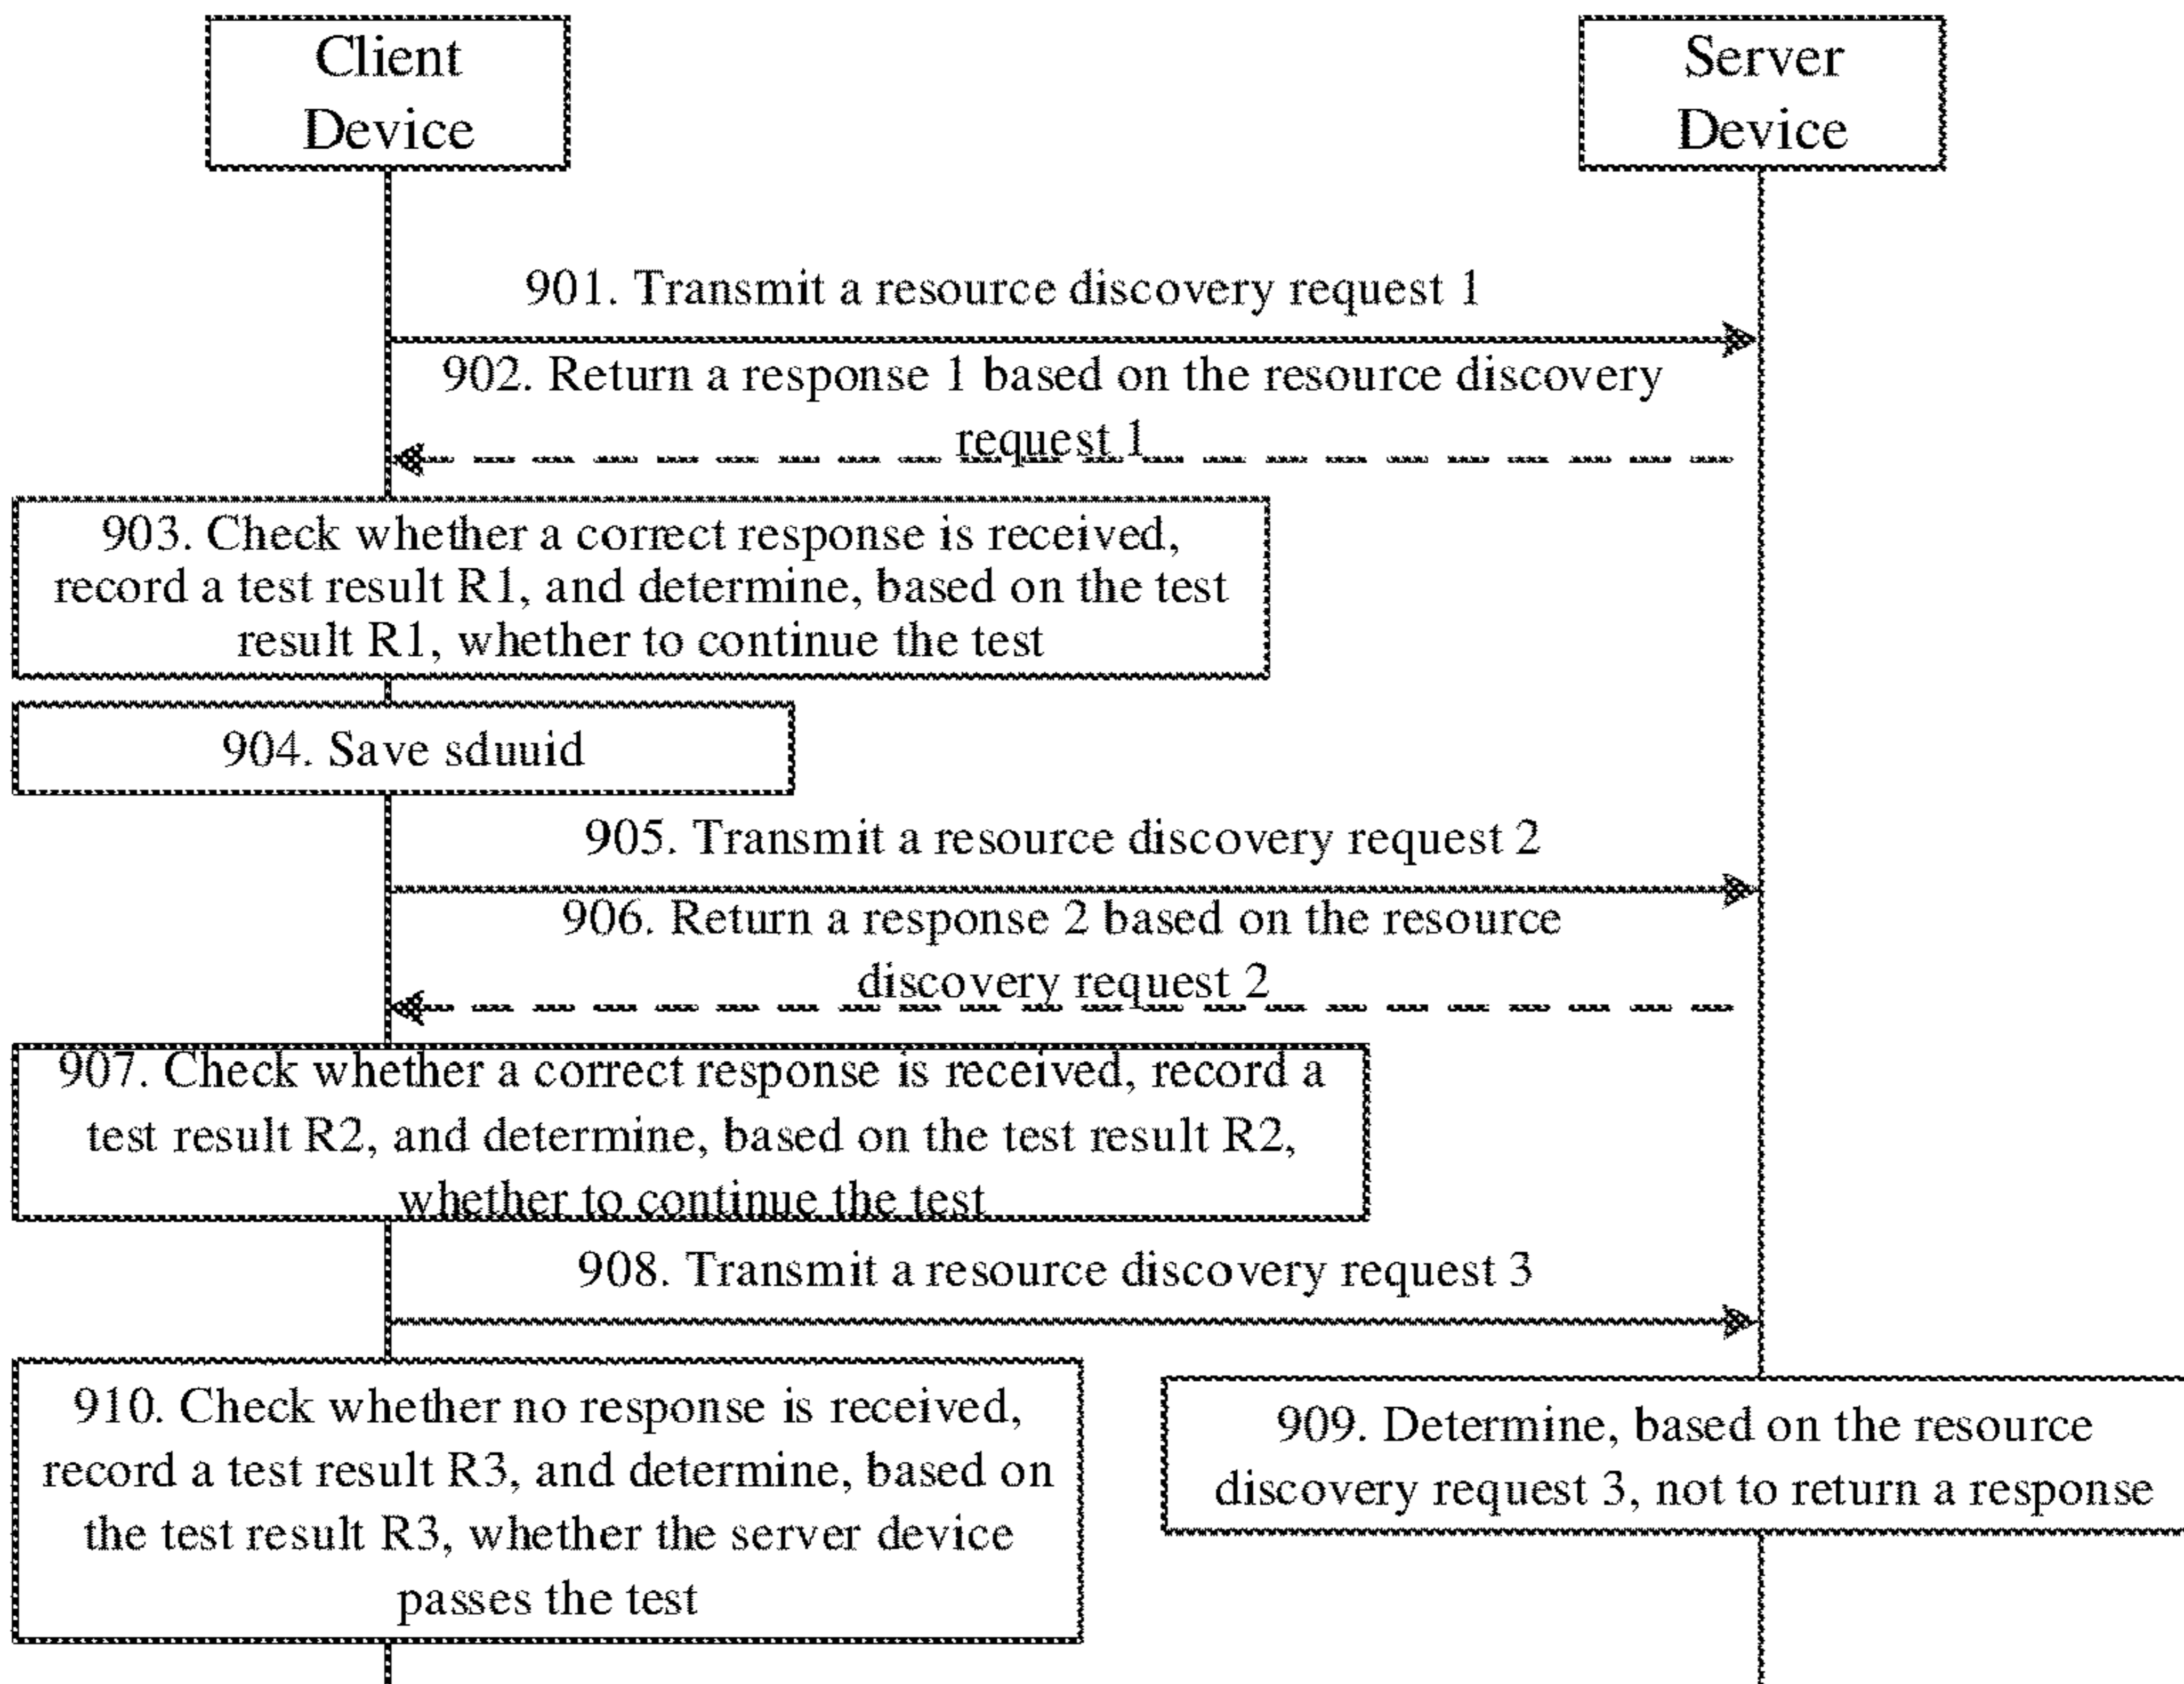 Client
Device
Server
Device
901. Transmit a resource discovery request 1
902. Return a response 1 based on the resource discovery
request 1
903. Check whether a correct response is received,
record a test result R1, and determine, based on the test
result R1, whether to continue the test
904. Save sduuid
905. Transmit a resource discovery request 2
906. Return a response 2 based on the resource
discovery request 2
907. Check whether a correct response is received, record a
test result R2, and determine, based on the test result R2,
whether to continue the test
908. Transmit a resource discovery request 3
910. Check whether no response is received,
record a test result R3, and determine, based on
the test result R3, whether the server device
passes the test
909. Determine, based on the resource
discovery request 3, not to return a response